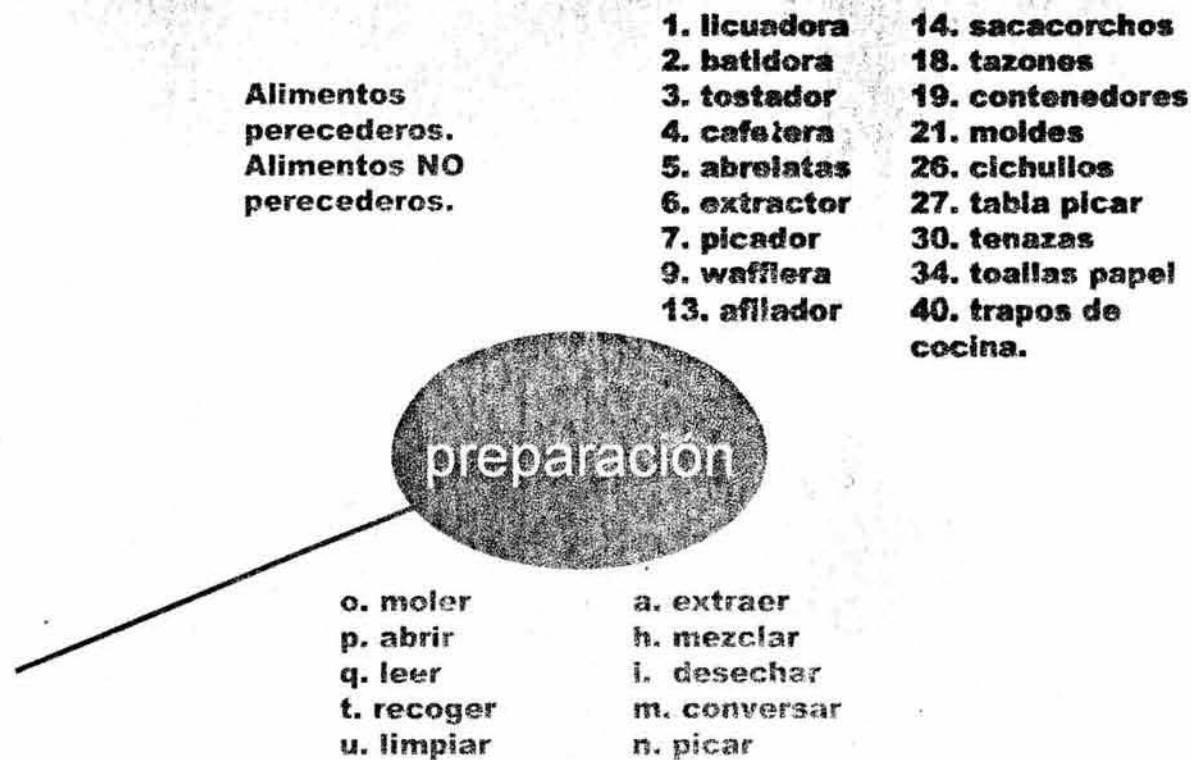 Alimentos
perecederos.
Alimentos NO
perecederos.
1. licuadora
2. batidora
3. tostador
4. cafetera
5. abrelatas
6. extractor
7. picador
9. wafflera
13. afilador
14. sacacorchos
18. tazones
19. contenedores
21. moldes
26. cichullos
27. tabla picar
30. tenazas
34. toallas papel
40. trapos de
cocina.
preparación
o. moler
p. abrir
q. leer
t. recoger
u. limpiar
a. extraer
h. mezclar
i. desechar
m. conversar
n. picar